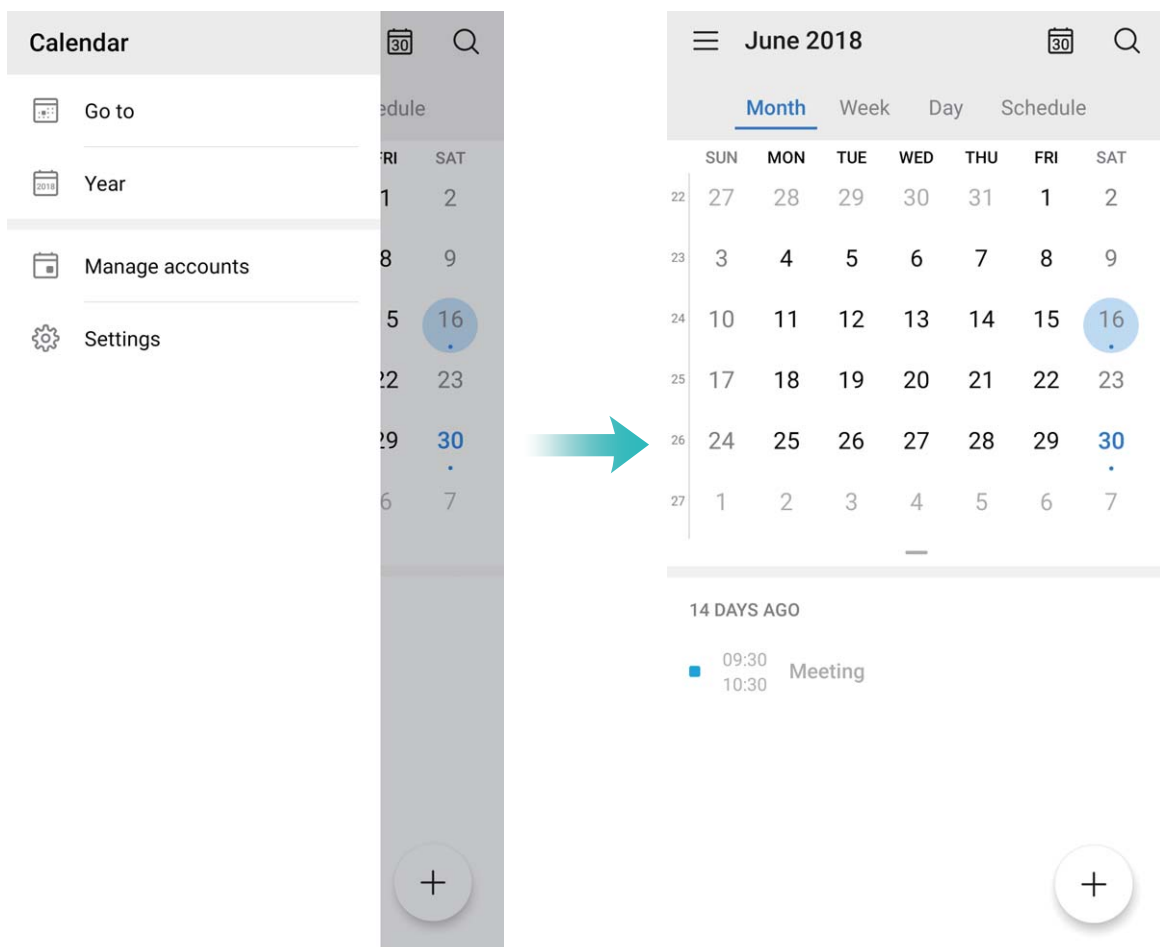 Calendar
30
edule
Go to
RI SAT
2018 Year
1 2
Manage accounts
8 9
Settings
5 16
22 23
29 30
6 7
June 2018
30
Month Week Day Schedule
SUN MON TUE WED THU FRI SAT
22 27 28 29 30 31 1 2
23 3 4 5 6 7 8 9
24 10 11 12 13 14 15 16
25 17 18 19 20 21 22 23
26 24 25 26 27 28 29 30
27 1 2 3 4 5 6 7
14 DAYS AGO
09:30
10:30
Meeting